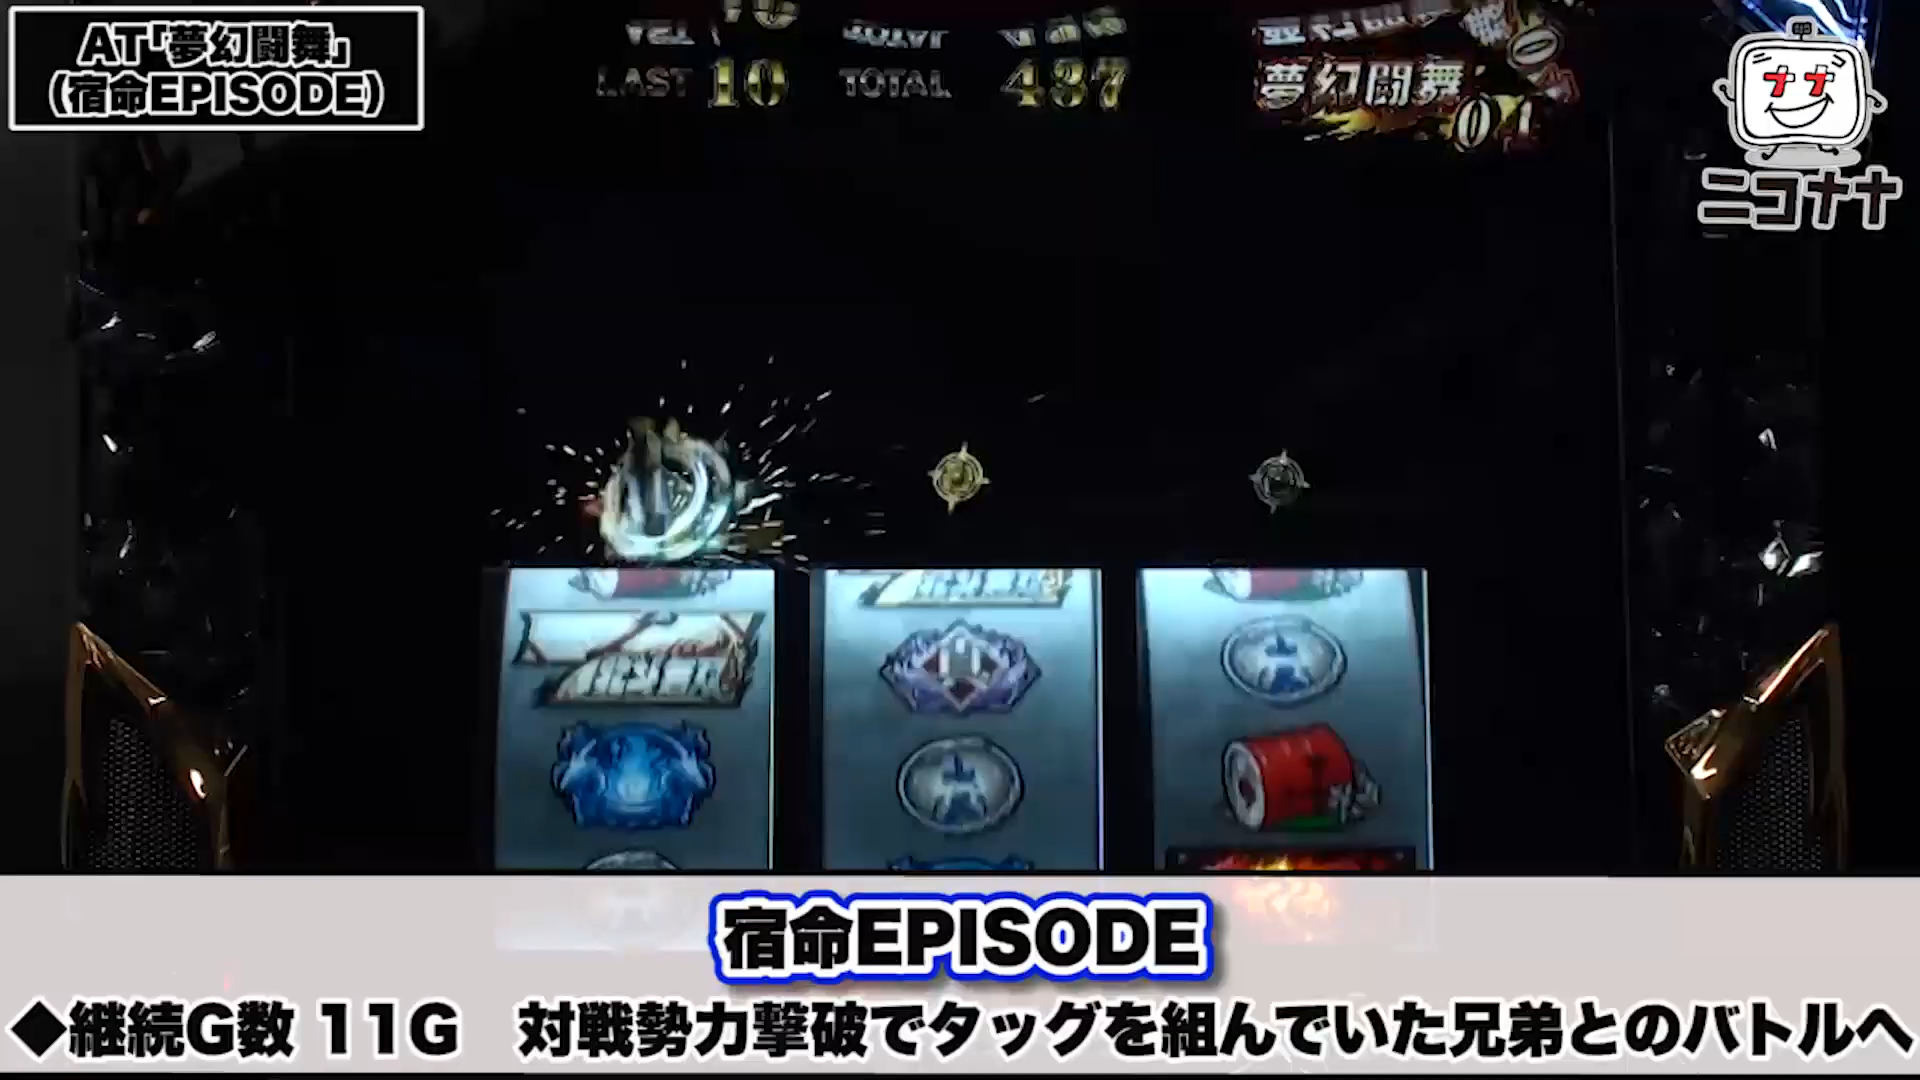 AT「夢幻闘舞」
(宿命EPISODE)
LAST 10 TOTAL 437
夢幻闘舞
01
ナナ
ニコナナ
宿命EPISODE
◆継続G数 11G 対戦勢力撃破でタッグを組んでいた兄弟とのバトルへ